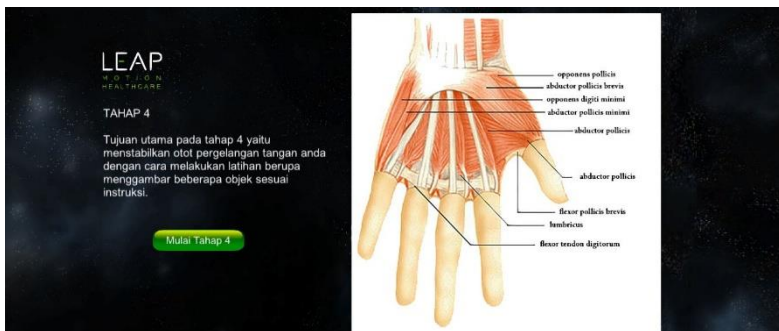 LEAP
MOTION
HEALTHCARE
TAHAP 4
Tujuan utama pada tahap 4 yaitu
menstabilkan otot pergelangan tangan anda
dengan cara melakukan latihan berupa
menggambar beberapa objek sesuai
instruksi.
Mulai Tahap 4
opponens pollicis
abductor pollicis brevis
opponens digiti minimi
abductor pollicis minimi
abductor pollicis
abductor pollicis
flexor pollicis brevis
lumbricus
flexor tendon digitorum